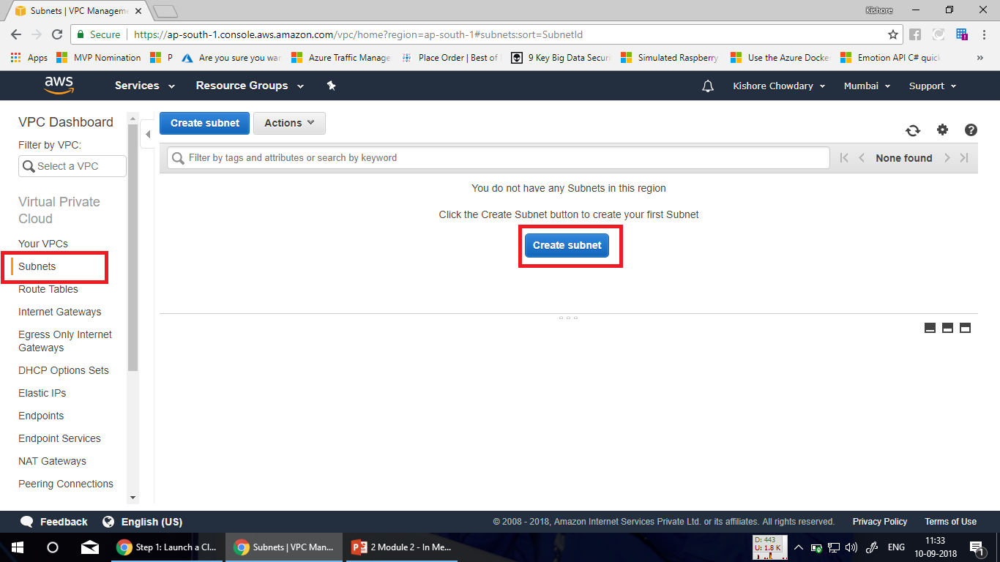 Subnets | VPC Manageme
Kishore
Secure
https://ap-south-1.console.aws.amazon.com/vpc/home?region=ap-south-1#subnets:sort=SubnetId
Apps
MVP Nomination
P
Are you sure you wan
Azure Traffic Manage
Place Order | Best of
9 Key Big Data Securi
Simulated Raspberry
Use the Azure Docke
Emotion API C# quick
»
aws
Services
Resource Groups
Kishore Chowdary
Mumbai
Support
VPC Dashboard
Filter by VPC:
Select a VPC
Virtual Private
Cloud
Your VPCs
Subnets
Route Tables
Internet Gateways
Egress Only Internet
Gateways
DHCP Options Sets
Elastic IPs
Endpoints
Endpoint Services
NAT Gateways
Peering Connections
Create subnet
Actions
Filter by tags and attributes or search by keyword
None found
You do not have any Subnets in this region
Click the Create Subnet button to create your first Subnet
Create subnet
Feedback
English (US)
© 2008 - 2018, Amazon Internet Services Private Ltd. or its affiliates. All rights reserved.
Privacy Policy
Terms of Use
Step 1: Launch a Cl...
Subnets | VPC Man...
2 Module 2 - In Me...
D: 443
U: 1.8 K
ENG
11:33
10-09-2018
1